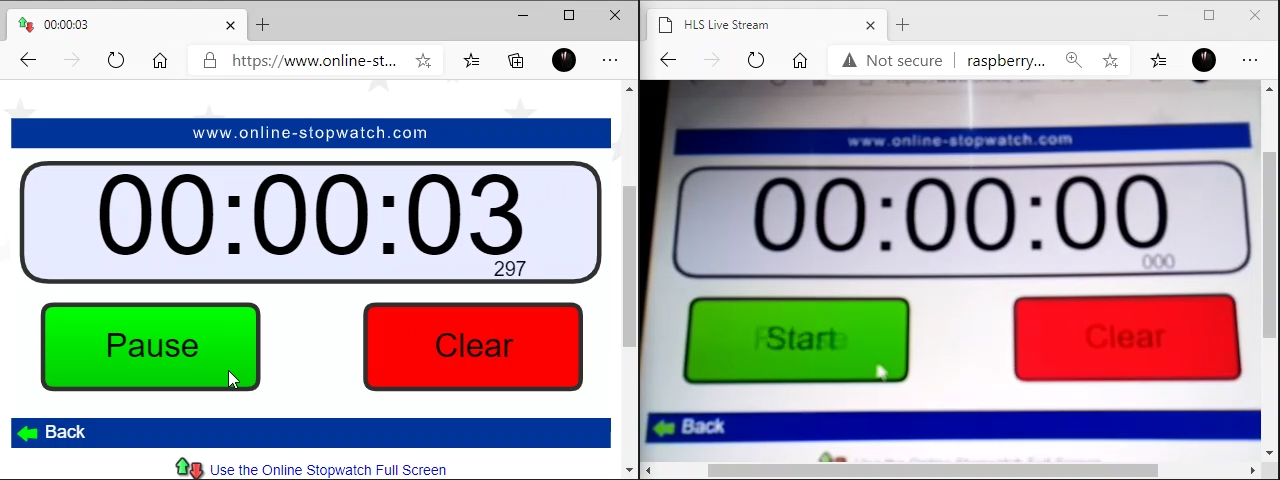 00:00:03
https://www.online-st...
www.online-stopwatch.com
00:00:03
297
Pause
Clear
Back
Use the Online Stopwatch Full Screen
HLS Live Stream
Not secure
raspberry...
www.online-stopwatch.com
00:00:00
000
Start
Clear
Back